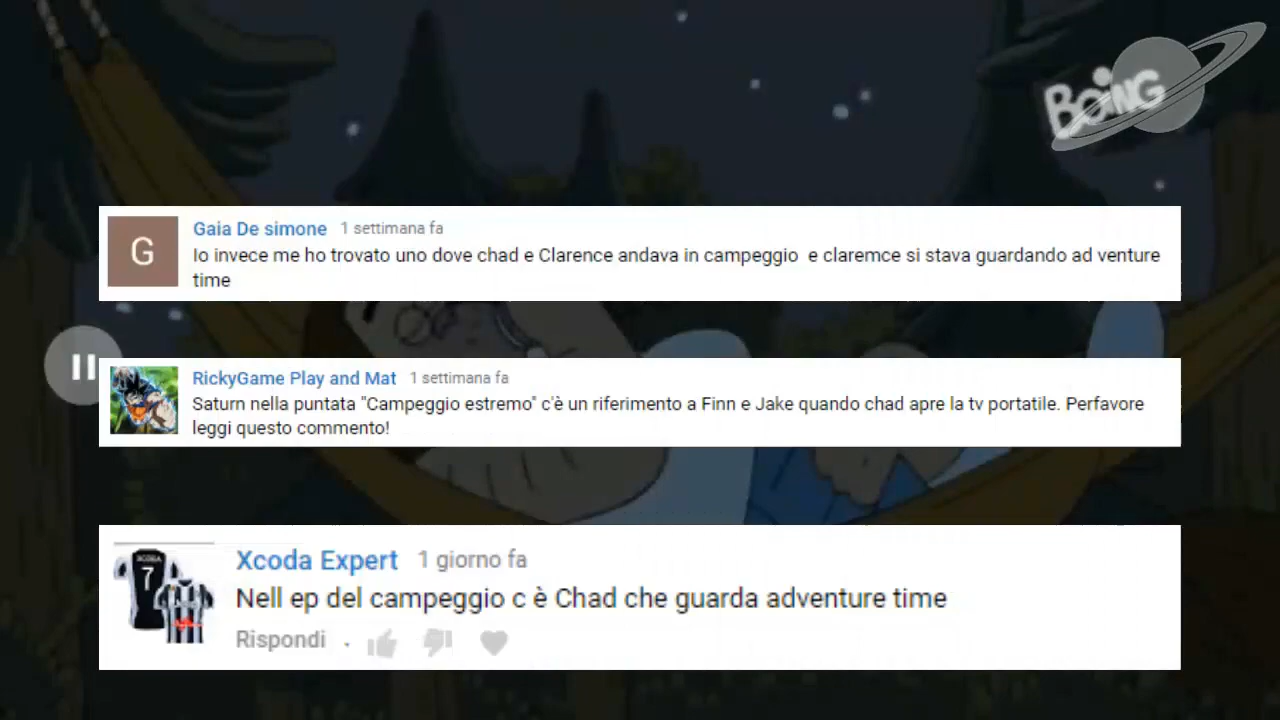 BOiNG
Gaia De simone 1 settimana fa
G
Io invece me ho trovato uno dove chad e Clarence andava in campeggio e claremce si stava guardando ad venture
time
RickyGame Play and Mat 1 settimana fa
Saturn nella puntata "Campeggio estremo" c'è un riferimento a Finn e Jake quando chad apre la tv portatile. Perfavore
leggi questo commento!
XCODA
7
Xcoda Expert 1 giorno fa
Nell ep del campeggio c è Chad che guarda adventure time
Rispondi